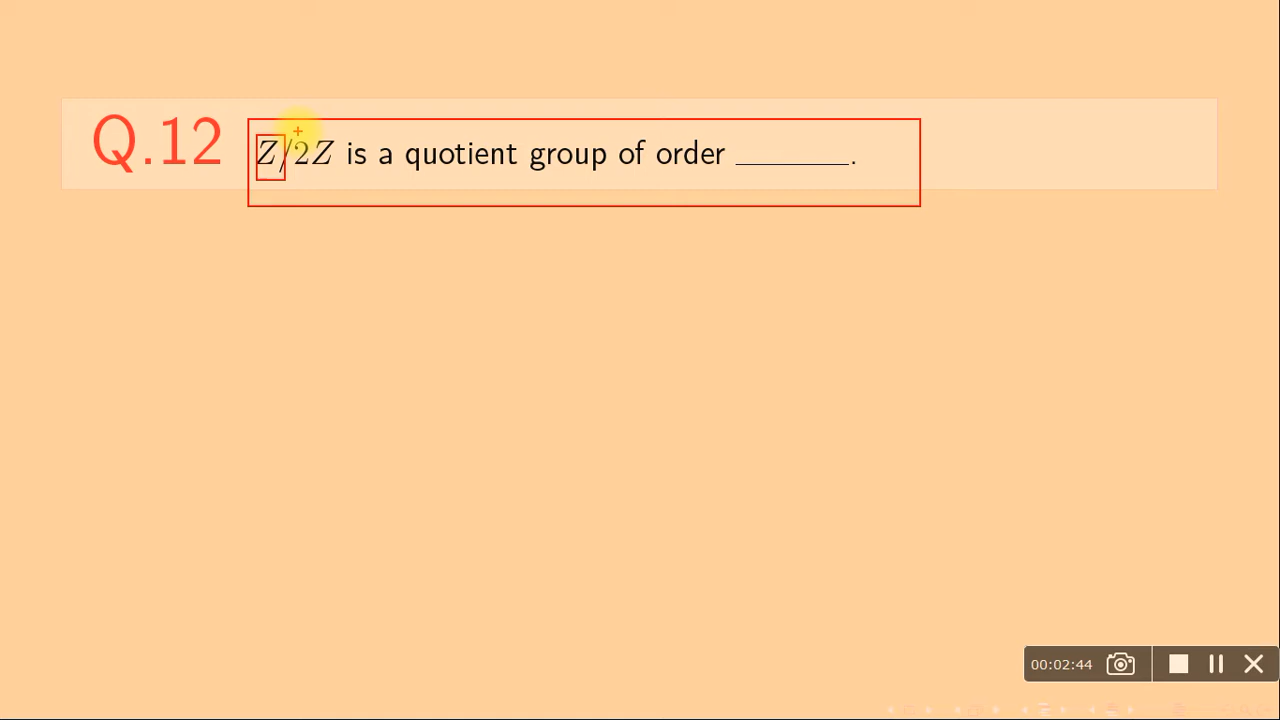 Q.12 Z/2Z is a quotient group of order ________.
00:02:44